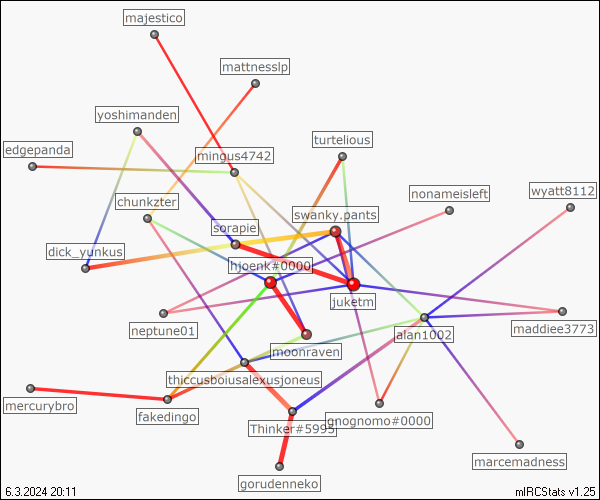 majestico
mattnesslp
yoshimanden
turtelious
edgepanda
mingus4742
nonameisleft
wyatt8112
chunkzter
swanky.pants
sorapie
dick_yunkus
hjoenk#0000
juketm
neptune01
maddiee3773
alan1002
moonraven
thiccusboiusalexusjoneus
mercurybro
fakedingo
gnognomo#0000
Thinker#5995
marcemadness
gorudenneko
6.3.2024 20:11
mIRCStats v1.25